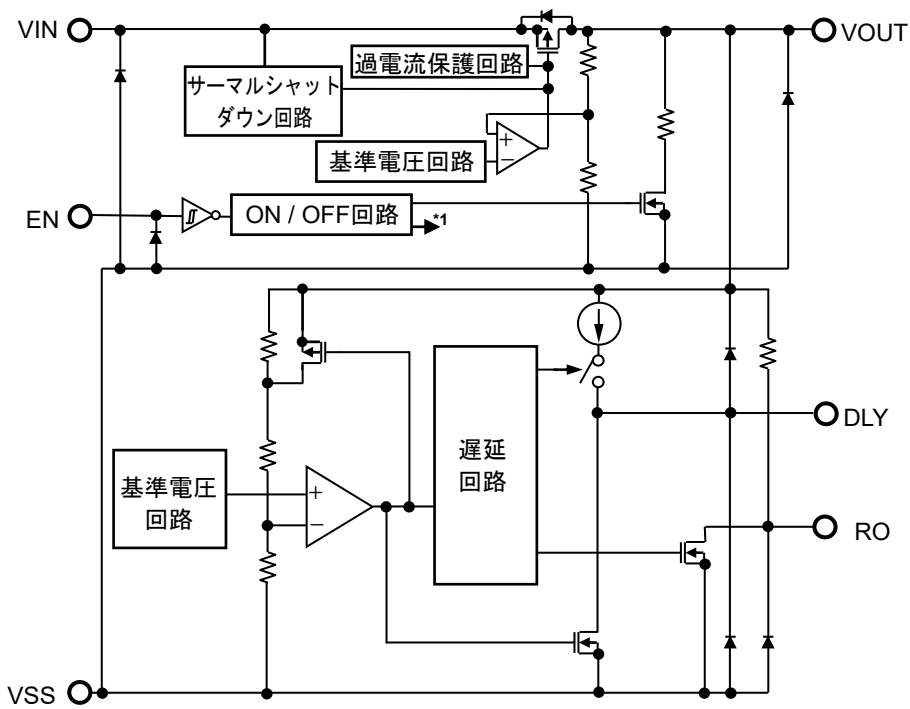 VIN
VOUT
過電流保護回路
サーマルシャット
ダウン回路
+
−
基準電圧回路
EN
ON / OFF回路
*1
DLY
遅延
回路
基準電圧
回路
+
−
RO
VSS